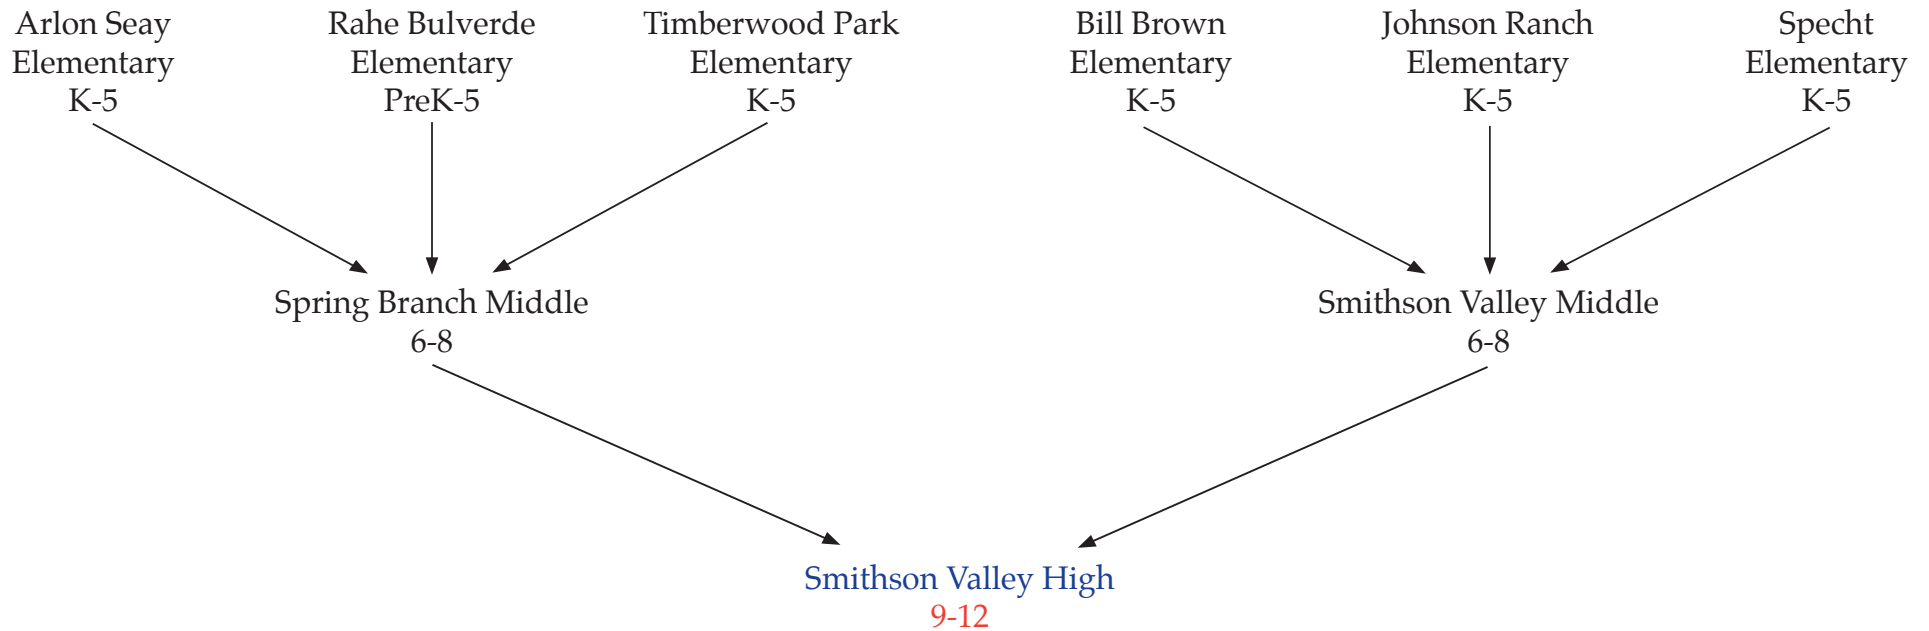 Arlon Seay
Elementary
K-5
Rahe Bulverde
Elementary
PreK-5
Timberwood Park
Elementary
K-5
Bill Brown
Elementary
K-5
Johnson Ranch
Elementary
K-5
Specht
Elementary
K-5
Spring Branch Middle
6-8
Smithson Valley Middle
6-8
Smithson Valley High
9-12